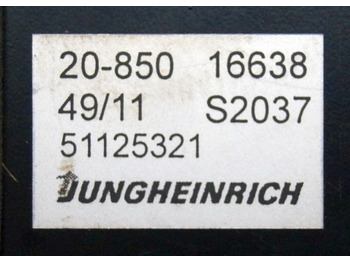 20-850 16638
49/11 S2037
51125321
JUNGHEINRICH